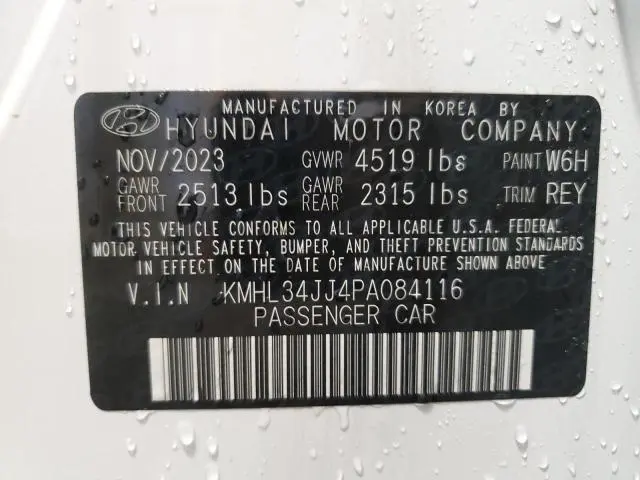 MANUFACTURED IN KOREA BY
HYUNDAI MOTOR COMPANY
NOV/2023 GVWR 4519 lbs PAINT W6H
GAWR FRONT 2513 lbs GAWR REAR 2315 lbs TRIM REY
THIS VEHICLE CONFORMS TO ALL APPLICABLE U.S.A. FEDERAL
MOTOR VEHICLE SAFETY, BUMPER, AND THEFT PREVENTION STANDARDS
IN EFFECT ON THE DATE OF MANUFACTURE SHOWN ABOVE
V.I.N KMHL34JJ4PA084116
PASSENGER CAR